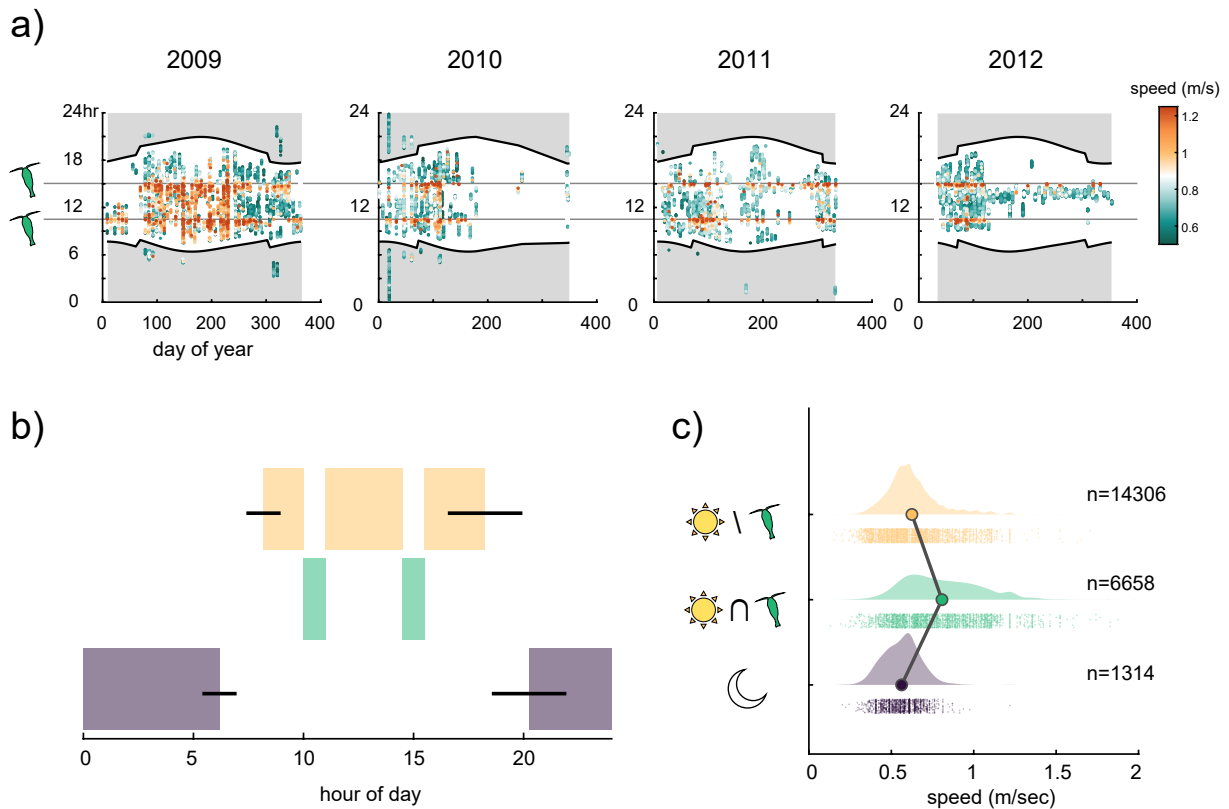 a)
2009 2010 2011 2012
speed (m/s)
24hr 24 24 24 1.2
18 1
12 12 12 12 0.8
6 0.6
0 0 0 0
0 100 200 300 400 0 200 400 0 200 400 0 200 400
day of year
b)
c)
n=14306
\
n=6658
∩
n=1314
0 5 10 15 20
hour of day
0 0.5 1 1.5 2
speed (m/sec)